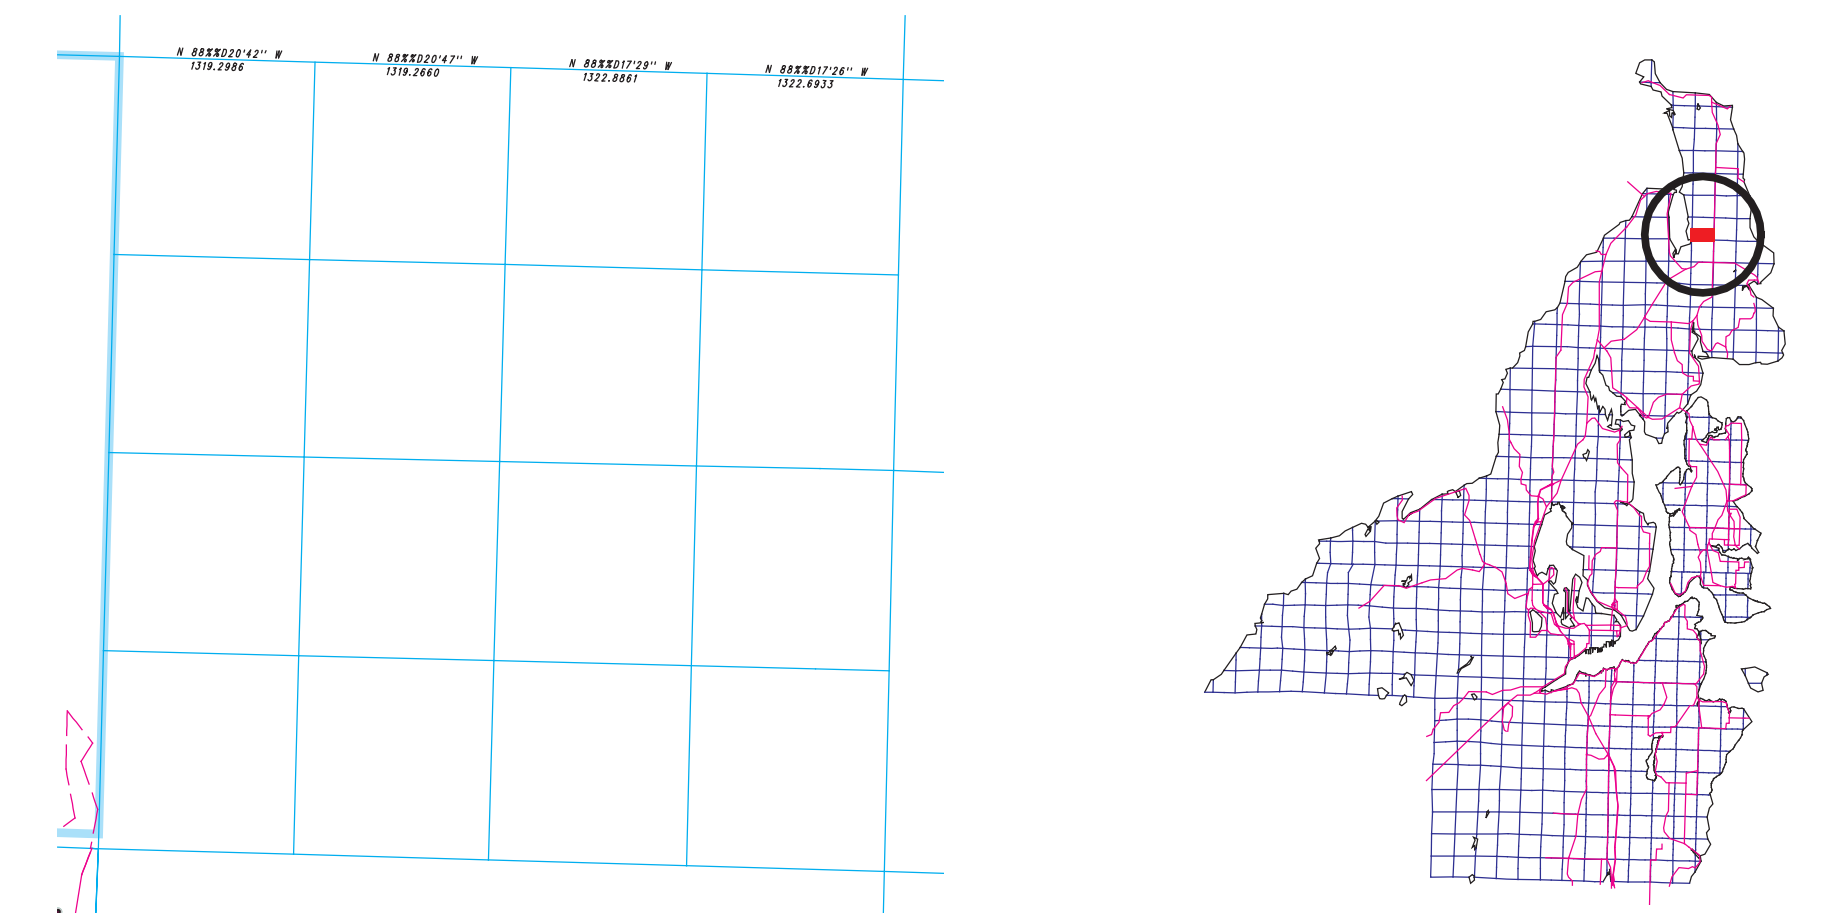 N 88%%D20'42'' W
1319.2986
N 88%%D20'47'' W
1319.2660
N 88%%D17'29'' W
1322.8861
N 88%%D17'26'' W
1322.6933